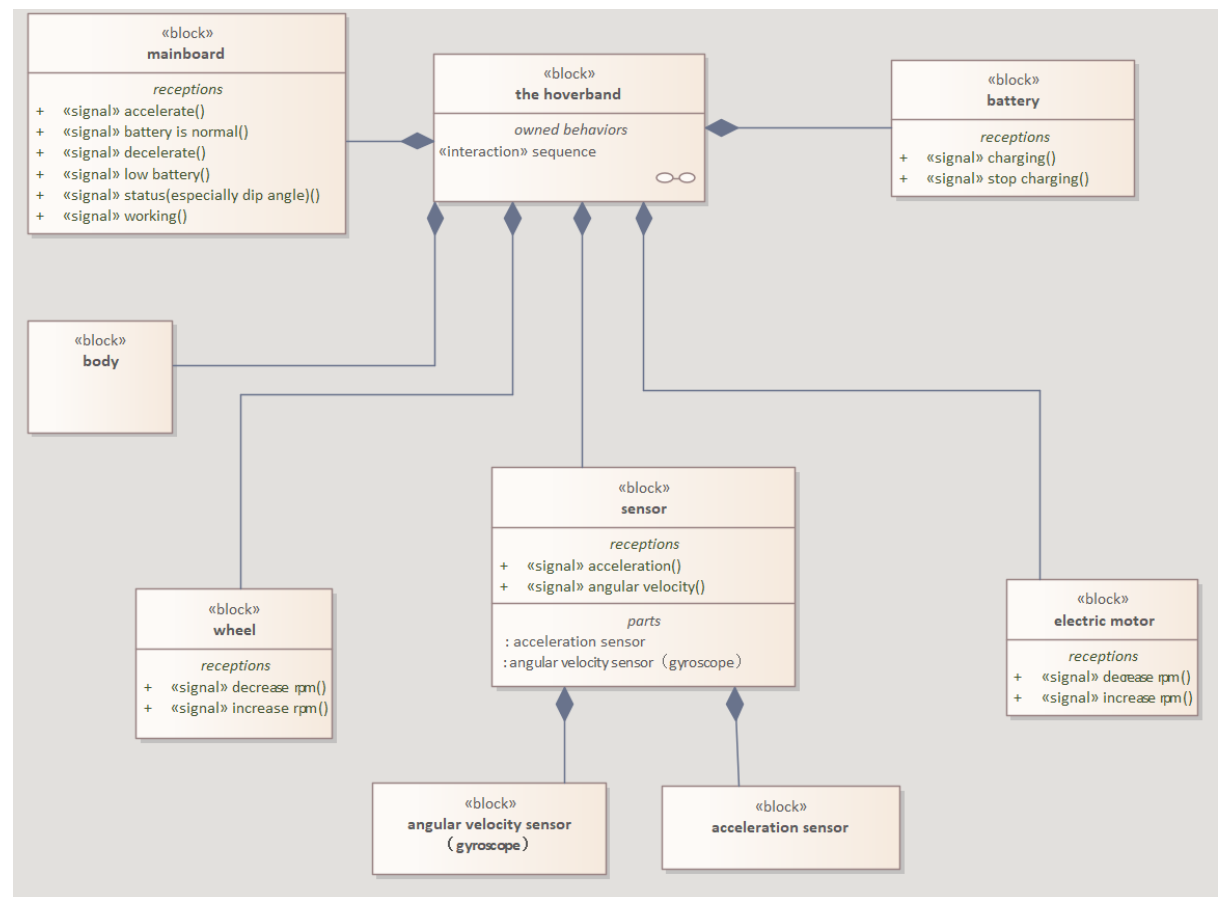 «block»
mainboard
receptions
+ «signal» accelerate()
+ «signal» battery is normal()
+ «signal» decelerate()
+ «signal» low battery()
+ «signal» status(especially dip angle)()
+ «signal» working()
«block»
the hoverband
owned behaviors
«interaction» sequence
«block»
battery
receptions
+ «signal» charging()
+ «signal» stop charging()
«block»
body
«block»
sensor
receptions
+ «signal» acceleration()
+ «signal» angular velocity()
parts
: acceleration sensor
: angular velocity sensor（gyroscope）
«block»
wheel
receptions
+ «signal» decrease rpm()
+ «signal» increase rpm()
«block»
electric motor
receptions
+ «signal» decrease rpm()
+ «signal» increase rpm()
«block»
angular velocity sensor
（gyroscope）
«block»
acceleration sensor